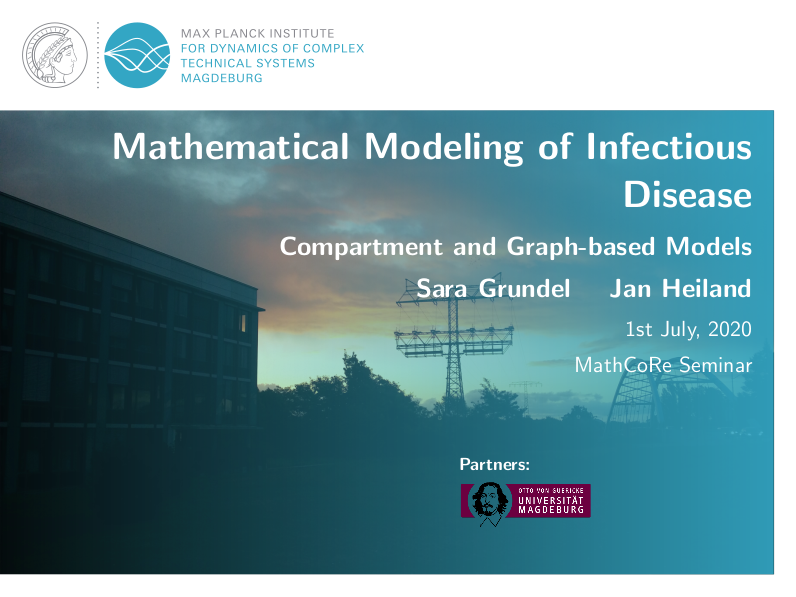 MAX PLANCK INSTITUTE
FOR DYNAMICS OF COMPLEX
TECHNICAL SYSTEMS
MAGDEBURG
Mathematical Modeling of Infectious
Disease
Compartment and Graph-based Models
Sara Grundel Jan Heiland
1st July, 2020
MathCoRe Seminar
Partners:
OTTO VON GUERICKE
UNIVERSITÄT
MAGDEBURG